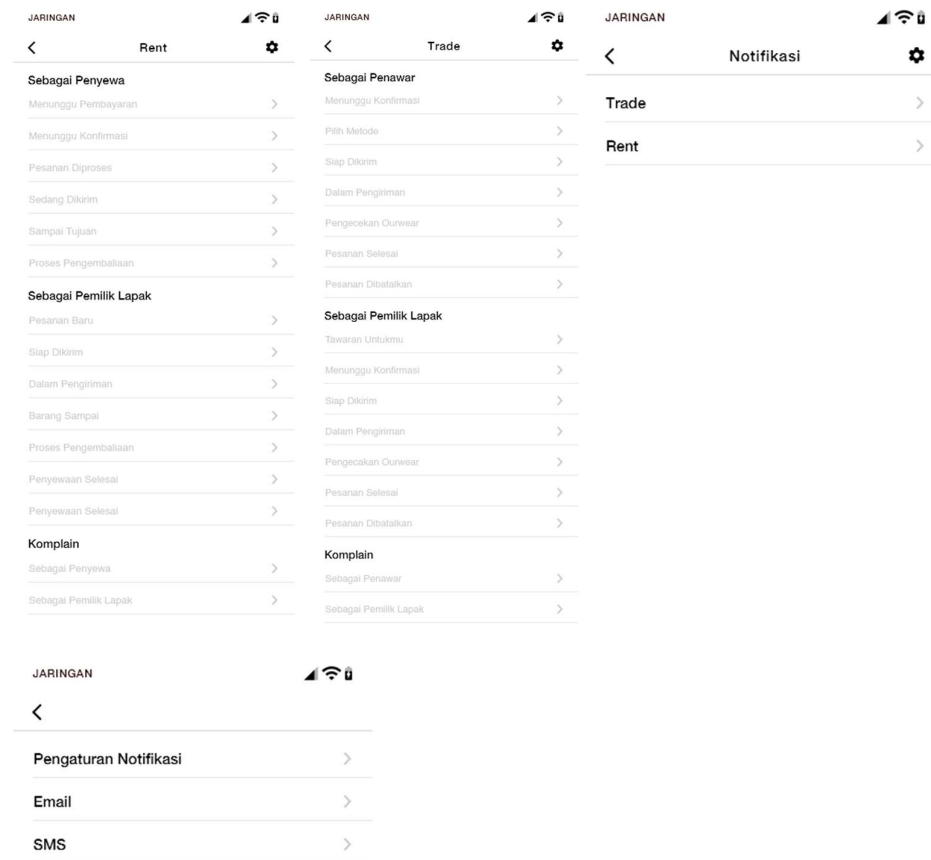 JARINGAN
Rent
Sebagai Penyewa
Menunggu Pembayaran
Menunggu Konfirmasi
Pesanan Diproses
Sedang Dikirim
Sampai Tujuan
Proses Pengembaliaan
Sebagai Pemilik Lapak
Pesanan Baru
Siap Dikirim
Dalam Pengiriman
Barang Sampai
Proses Pengembaliaan
Penyewaan Selesai
Penyewaan Selesai
Komplain
Sebagai Penyewa
Sebagai Pemilik Lapak
JARINGAN
Trade
Sebagai Penawar
Menunggu Konfirmasi
Pilih Metode
Siap Dikirim
Dalam Pengiriman
Pengecekan Ourwear
Pesanan Selesai
Pesanan Dibatalkan
Sebagai Pemilik Lapak
Tawaran Untukmu
Menunggu Konfirmasi
Siap Dikirim
Dalam Pengiriman
Pengecakan Ourwear
Pesanan Selesai
Pesanan Dibatalkan
Komplain
Sebagai Penawar
Sebagai Pemilik Lapak
JARINGAN
Notifikasi
Trade
Rent
JARINGAN
Pengaturan Notifikasi
Email
SMS